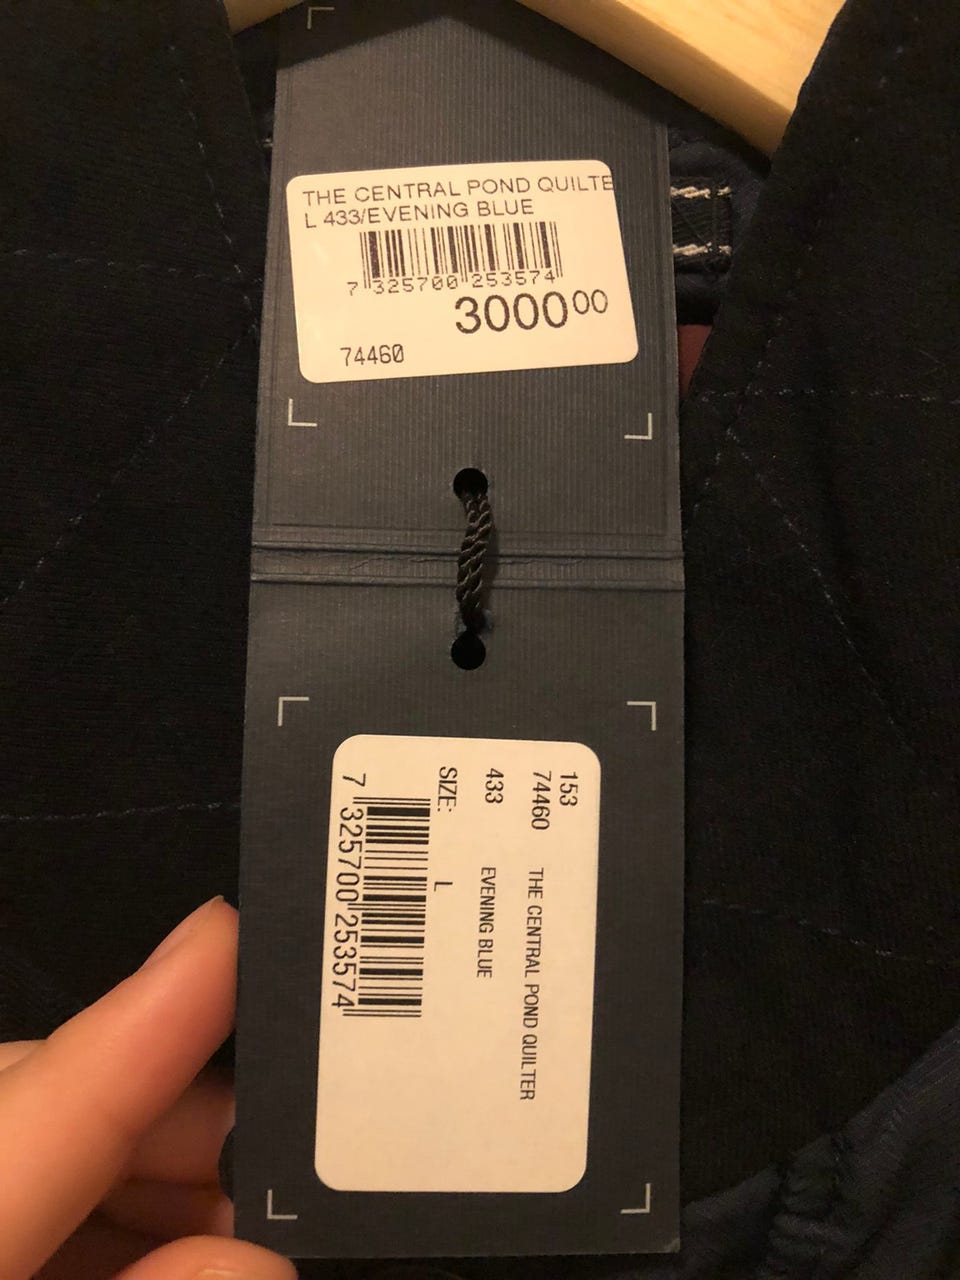 THE CENTRAL POND QUILTE
L 433/EVENING BLUE
7 325700 253574
3000 00
74460
153
74460 THE CENTRAL POND QUILTER
433 EVENING BLUE
SIZE: L
7 325700 253574